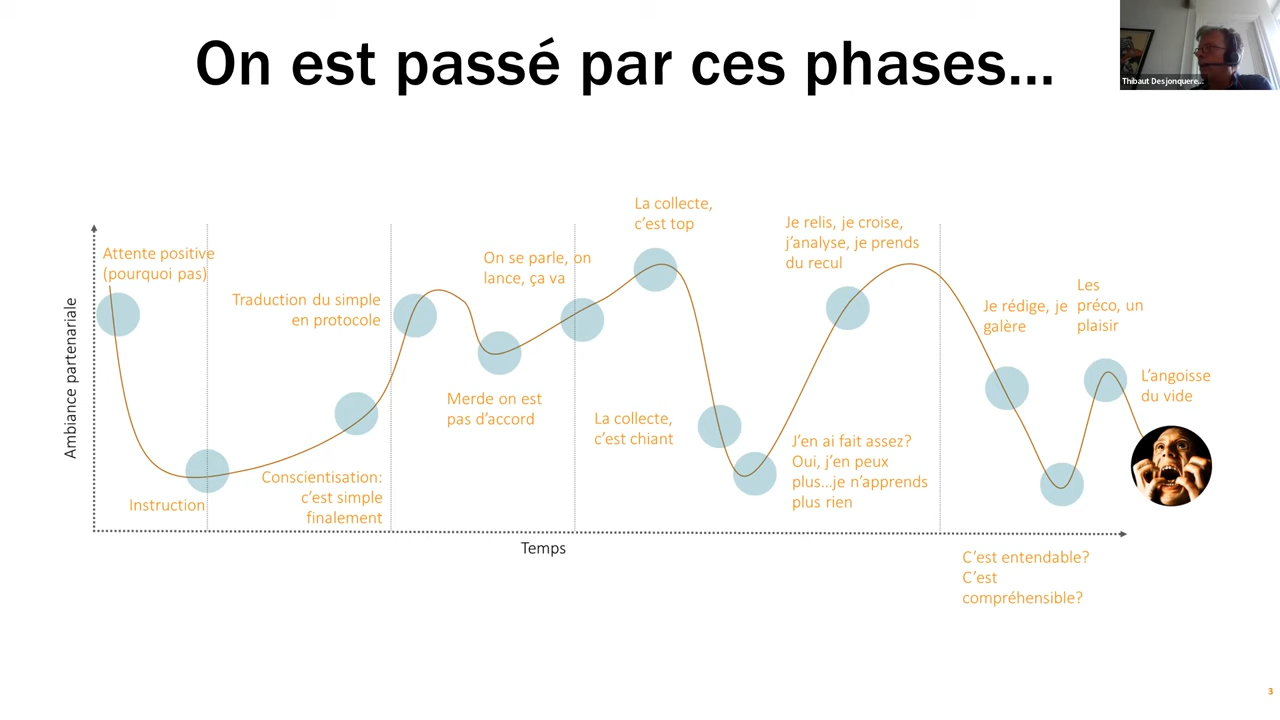 On est passé par ces phases...
Thibaut Desjonquere...
Ambiance partenariale
Attente positive
(pourquoi pas)
Instruction
Traduction du simple
en protocole
Conscientisation:
c'est simple
finalement
On se parle, on
lance, ça va
Merde on est
pas d'accord
La collecte,
c'est top
La collecte,
c'est chiant
Je relis, je croise,
j'analyse, je prends
du recul
J'en ai fait assez?
Oui, j'en peux
plus...je n'apprends
plus rien
Je rédige, je
galère
Les
préco, un
plaisir
L'angoisse
du vide
Temps
C'est entendable?
C'est
compréhensible?
3